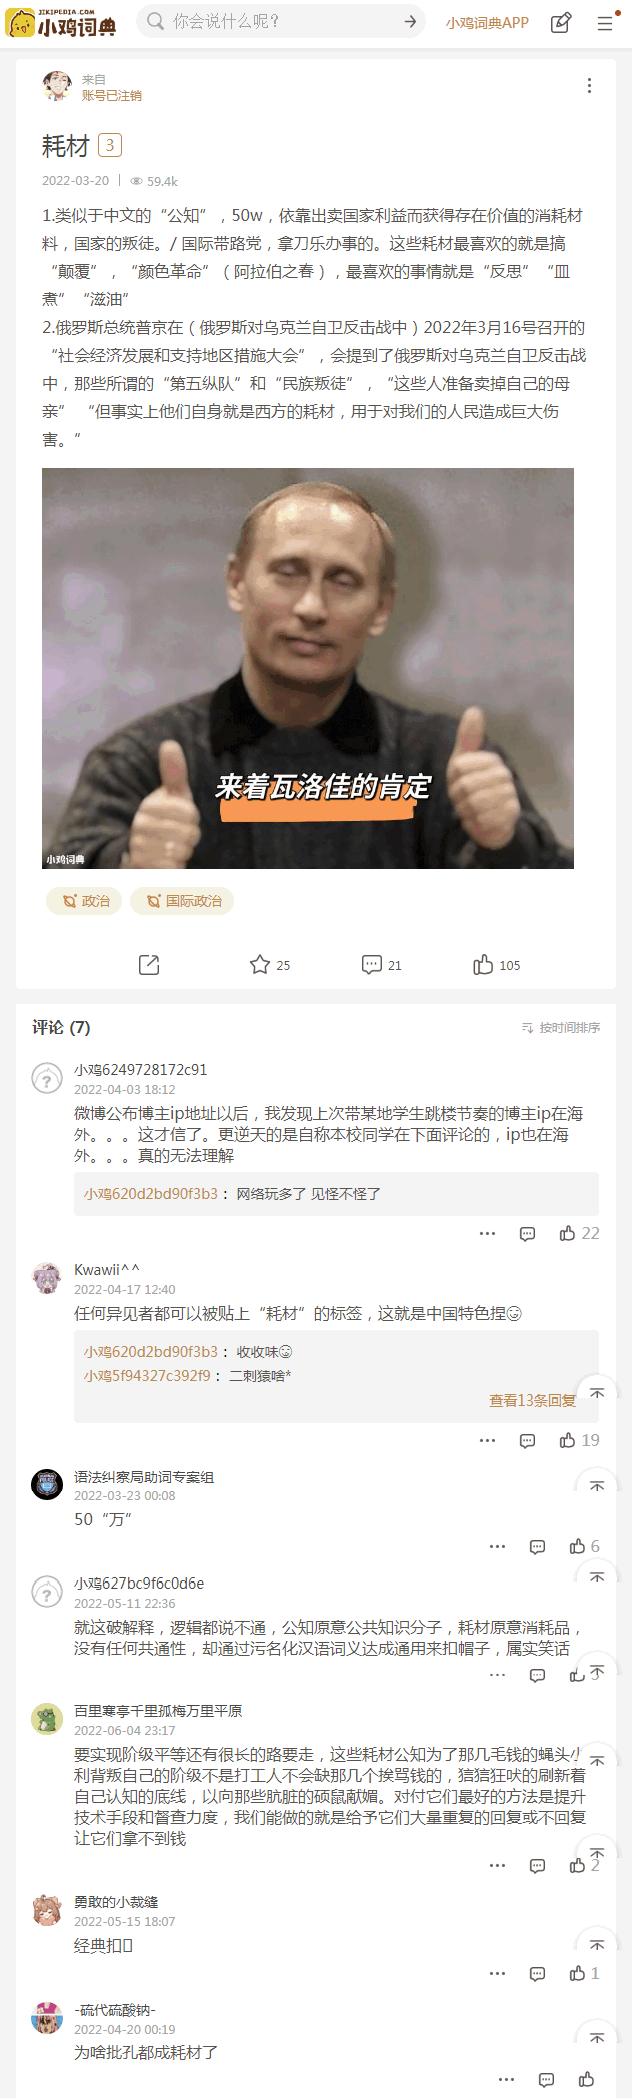 JIKIPEDIA.COM
小鸡词典
你会说什么呢？
小鸡词典APP
来自
账号已注销
耗材 3
2022-03-20 59.4k
1.类似于中文的“公知”，50w，依靠出卖国家利益而获得存在价值的消耗材
料，国家的叛徒。/ 国际带路党，拿刀乐办事的。这些耗材最喜欢的就是搞
“颠覆”，“颜色革命”（阿拉伯之春），最喜欢的事情就是“反思”“皿
煮”“滋油”
2.俄罗斯总统普京在（俄罗斯对乌克兰自卫反击战中）2022年3月16号召开的
“社会经济发展和支持地区措施大会”，会提到了俄罗斯对乌克兰自卫反击战
中，那些所谓的“第五纵队”和“民族叛徒”，“这些人准备卖掉自己的母
亲” “但事实上他们自身就是西方的耗材，用于对我们的人民造成巨大伤
害。“
来着瓦洛佳的肯定
小鸡词典
政治 国际政治
25 21 105
评论 (7) 按时间排序
小鸡6249728172c91
2022-04-03 18:12
微博公布博主ip地址以后，我发现上次带某地学生跳楼节奏的博主ip在海
外。。。这才信了。更逆天的是自称本校同学在下面评论的，ip也在海
外。。。真的无法理解
小鸡620d2bd90f3b3： 网络玩多了 见怪不怪了
22
Kwawii^^
2022-04-17 12:40
任何异见者都可以被贴上“耗材”的标签，这就是中国特色捏
小鸡620d2bd90f3b3： 收收味
小鸡5f94327c392f9： 二刺猿啥*
查看13条回复
19
语法纠察局助词专案组
2022-03-23 00:08
50“万”
6
小鸡627bc9f6c0d6e
2022-05-11 22:36
就这破解释，逻辑都说不通，公知原意公共知识分子，耗材原意消耗品，
没有任何共通性，却通过污名化汉语词义达成通用来扣帽子，属实笑话
百里寒亭千里孤梅万里平原
2022-06-04 23:17
要实现阶级平等还有很长的路要走，这些耗材公知为了那几毛钱的蝇头小
利背叛自己的阶级不是打工人不会缺那几个挨骂钱的，狺狺狂吠的刷新着
自己认知的底线，以向那些肮脏的硕鼠献媚。对付它们最好的方法是提升
技术手段和督查力度，我们能做的就是给予它们大量重复的回复或不回复
让它们拿不到钱
2
勇敢的小裁缝
2022-05-15 18:07
经典扣
1
-硫代硫酸钠-
2022-04-20 00:19
为啥批孔都成耗材了